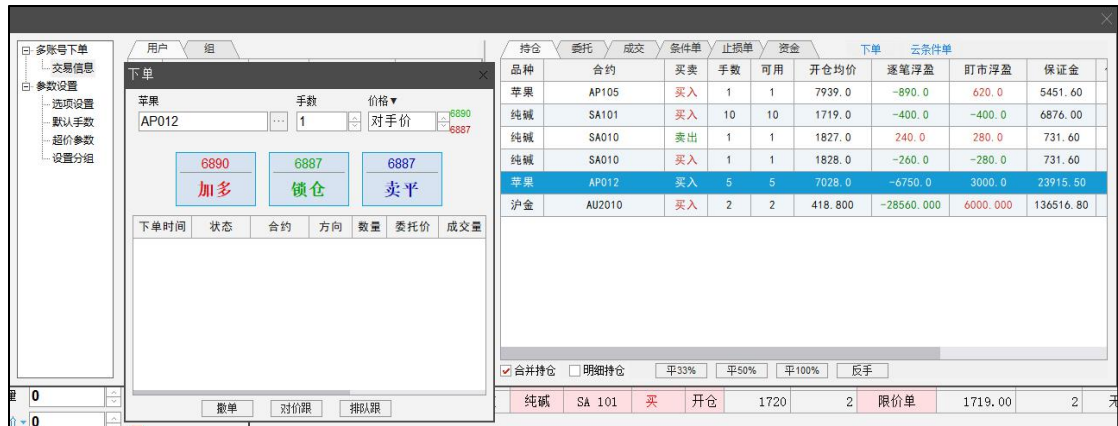 多账号下单
交易信息
参数设置
选项设置
默认手数
超价参数
设置分组
用户 组
下单
苹果 手数 价格▼
AP012 ... 1 对手价 6890
6887
6890 6887 6887
加多 锁仓 卖平
下单时间 状态 合约 方向 数量 委托价 成交量
撤单 对价跟 排队跟
持仓 委托 成交 条件单 止损单 资金 下单 云条件单
品种 合约 买卖 手数 可用 开仓均价 逐笔浮盈 盯市浮盈 保证金
苹果 AP105 买入 1 1 7939.0 -890.0 620.0 5451.60
纯碱 SA101 买入 10 10 1719.0 -400.0 -400.0 6876.00
纯碱 SA010 卖出 1 1 1827.0 240.0 280.0 731.60
纯碱 SA010 买入 1 1 1828.0 -260.0 -280.0 731.60
苹果 AP012 买入 5 5 7028.0 -6750.0 3000.0 23915.50
沪金 AU2010 买入 2 2 418.800 -28560.000 6000.000 136516.80
合并持仓 明细持仓 平33% 平50% 平100% 反手
0 纯碱 SA 101 买 开仓 1720 2 限价单 1719.00 2
0